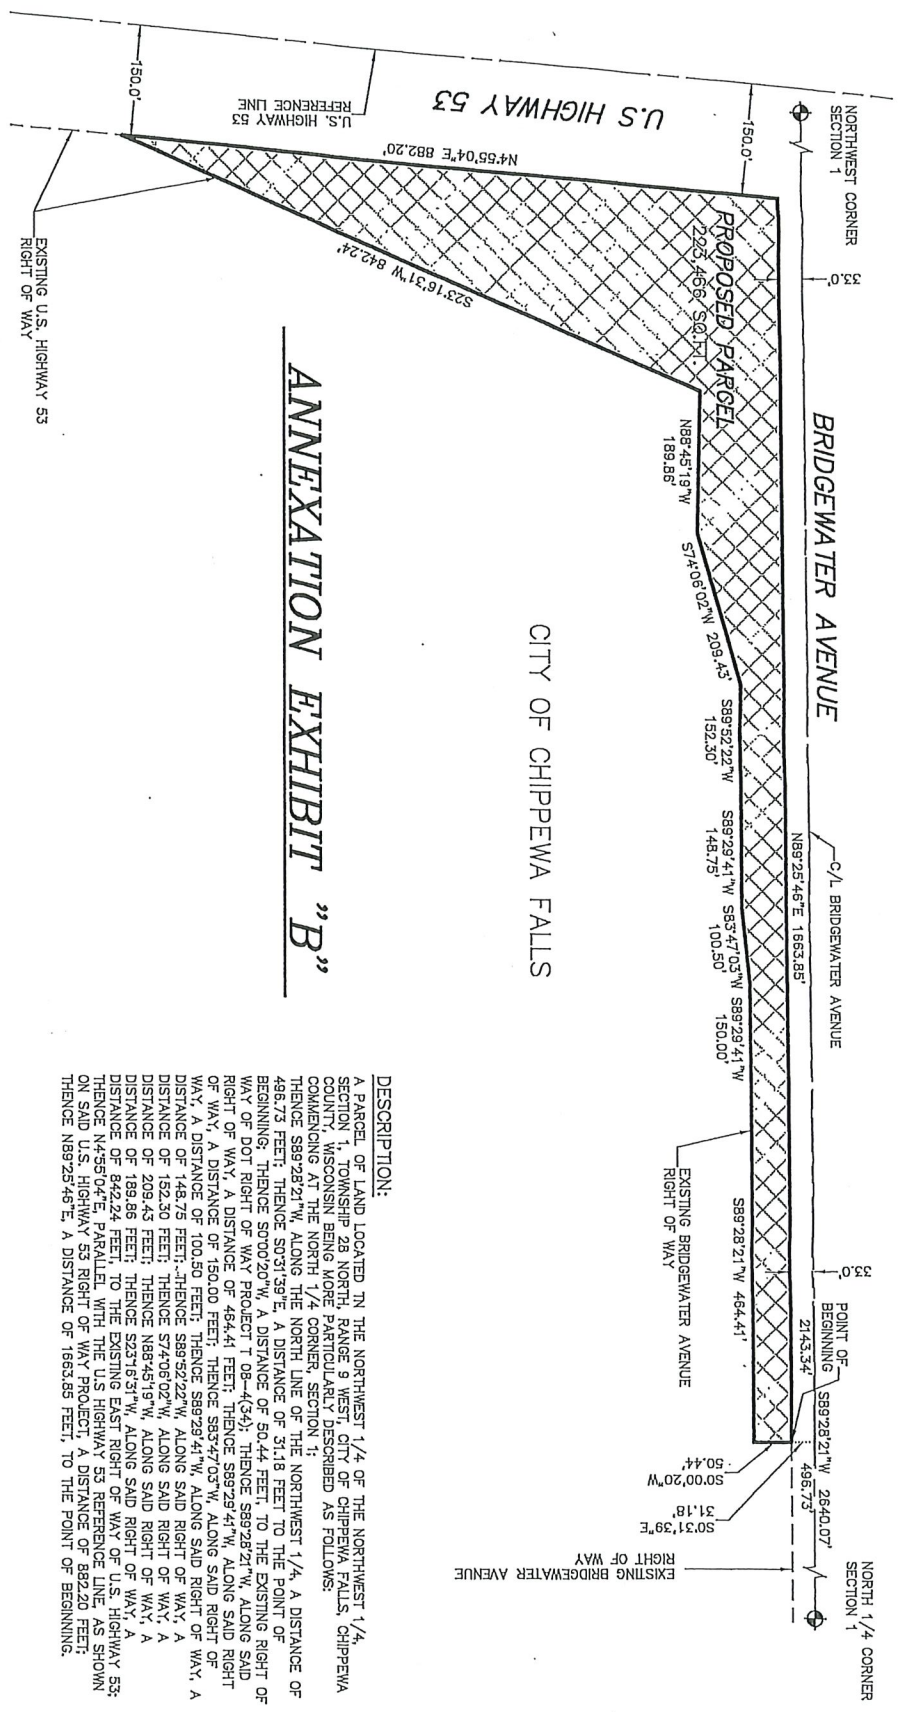 NORTHWEST CORNER
SECTION 1
33.0'
BRIDGEWATER AVENUE
C/L BRIDGEWATER AVENUE
N89°25'46"E 1663.85'
33.0'
POINT OF
BEGINNING
2143.34'
S89°28'21"W 2640.07'
496.73'
NORTH 1/4 CORNER
SECTION 1
150.0'
U.S HIGHWAY 53
U.S. HIGHWAY 53
REFERENCE LINE
150.0'
N4°55'04"E 882.20'
PROPOSED PARCEL
223,466 SQ.FT.
S23°16'31"W 842.24'
N88°45'19"W
189.86'
S74°06'02"W 209.43'
S89°52'22"W
152.30'
S89°29'41"W
148.75'
S83°47'03"W
100.50'
S89°29'41"W
150.00'
S89°28'21"W 464.41'
S0°00'20"W
50.44'
S0°31'39"E
31.18'
EXISTING BRIDGEWATER AVENUE
RIGHT OF WAY
EXISTING BRIDGEWATER AVENUE
RIGHT OF WAY
EXISTING U.S. HIGHWAY 53
RIGHT OF WAY
CITY OF CHIPPEWA FALLS
ANNEXATION EXHIBIT "B"
DESCRIPTION:
A PARCEL OF LAND LOCATED IN THE NORTHWEST 1/4 OF THE NORTHWEST 1/4,
SECTION 1, TOWNSHIP 28 NORTH, RANGE 9 WEST, CITY OF CHIPPEWA FALLS, CHIPPEWA
COUNTY, WISCONSIN BEING MORE PARTICULARLY DESCRIBED AS FOLLOWS:
COMMENCING AT THE NORTH 1/4 CORNER, SECTION 1;
THENCE S89°28'21"W, ALONG THE NORTH LINE OF THE NORTHWEST 1/4, A DISTANCE OF
496.73 FEET; THENCE S0°31'39"E, A DISTANCE OF 31.18 FEET TO THE POINT OF
BEGINNING; THENCE S0°00'20"W, A DISTANCE OF 50.44 FEET, TO THE EXISTING RIGHT OF
WAY OF DOT RIGHT OF WAY PROJECT T 08-4(34); THENCE S89°28'21"W, ALONG SAID
RIGHT OF WAY, A DISTANCE OF 464.41 FEET; THENCE S89°29'41"W, ALONG SAID RIGHT
OF WAY, A DISTANCE OF 150.00 FEET; THENCE S83°47'03"W, ALONG SAID RIGHT OF
WAY, A DISTANCE OF 100.50 FEET; THENCE S89°29'41"W, ALONG SAID RIGHT OF WAY, A
DISTANCE OF 148.75 FEET; THENCE S89°52'22"W, ALONG SAID RIGHT OF WAY, A
DISTANCE OF 152.30 FEET; THENCE S74°06'02"W, ALONG SAID RIGHT OF WAY, A
DISTANCE OF 209.43 FEET; THENCE N88°45'19"W, ALONG SAID RIGHT OF WAY, A
DISTANCE OF 189.86 FEET; THENCE S23°16'31"W, ALONG SAID RIGHT OF WAY, A
DISTANCE OF 842.24 FEET, TO THE EXISTING EAST RIGHT OF WAY OF U.S. HIGHWAY 53;
THENCE N4°55'04"E, PARALLEL WITH THE U.S HIGHWAY 53 REFERENCE LINE, AS SHOWN
ON SAID U.S. HIGHWAY 53 RIGHT OF WAY PROJECT, A DISTANCE OF 882.20 FEET;
THENCE N89°25'46"E, A DISTANCE OF 1663.85 FEET, TO THE POINT OF BEGINNING.